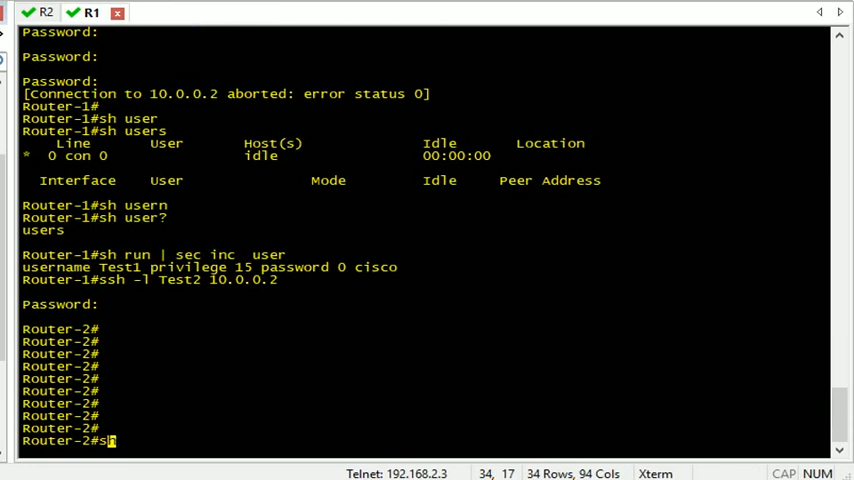 R2 R1
Password:
Password:
Password:
[Connection to 10.0.0.2 aborted: error status 0]
Router-1#
Router-1#sh user
Router-1#sh users
Line User Host(s) Idle Location
* 0 con 0 idle 00:00:00
Interface User Mode Idle Peer Address
Router-1#sh usern
Router-1#sh user?
users
Router-1#sh run | sec inc user
username Test1 privilege 15 password 0 cisco
Router-1#ssh -l Test2 10.0.0.2
Password:
Router-2#
Router-2#
Router-2#
Router-2#
Router-2#
Router-2#
Router-2#
Router-2#
Router-2#
Router-2#sh
Telnet: 192.168.2.3 34, 17 34 Rows, 94 Cols Xterm CAP NUM